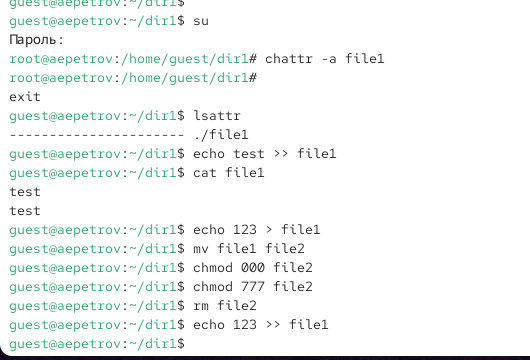 guest@aepetrov:~/dir1$
guest@aepetrov:~/dir1$ su
Пароль:
root@aepetrov:/home/guest/dir1# chattr -a file1
root@aepetrov:/home/guest/dir1#
exit
guest@aepetrov:~/dir1$ lsattr
---------------------- ./file1
guest@aepetrov:~/dir1$ echo test >> file1
guest@aepetrov:~/dir1$ cat file1
test
test
guest@aepetrov:~/dir1$ echo 123 > file1
guest@aepetrov:~/dir1$ mv file1 file2
guest@aepetrov:~/dir1$ chmod 000 file2
guest@aepetrov:~/dir1$ chmod 777 file2
guest@aepetrov:~/dir1$ rm file2
guest@aepetrov:~/dir1$ echo 123 >> file1
guest@aepetrov:~/dir1$